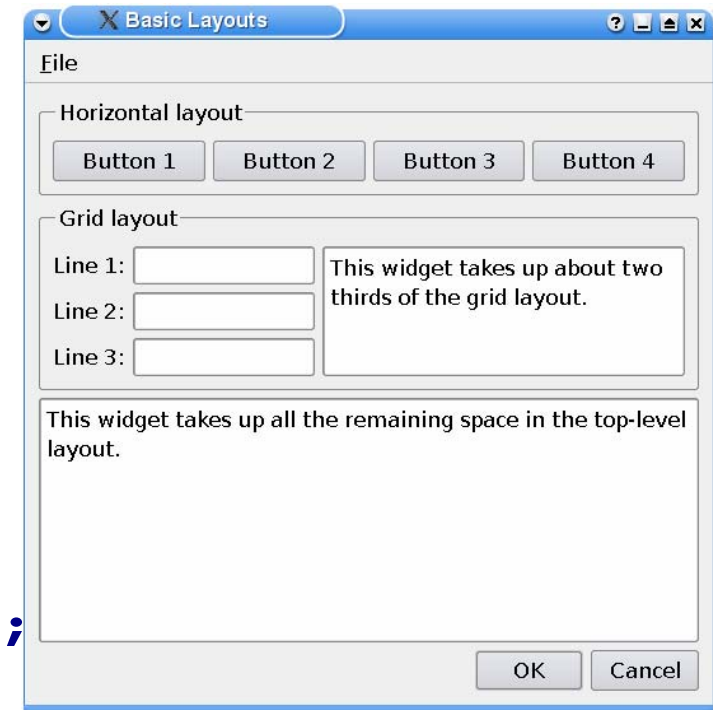 Basic Layouts
File
Horizontal layout
Button 1 Button 2 Button 3 Button 4
Grid layout
Line 1:
Line 2:
Line 3:
This widget takes up about two
thirds of the grid layout.
This widget takes up all the remaining space in the top-level
layout.
;
OK Cancel